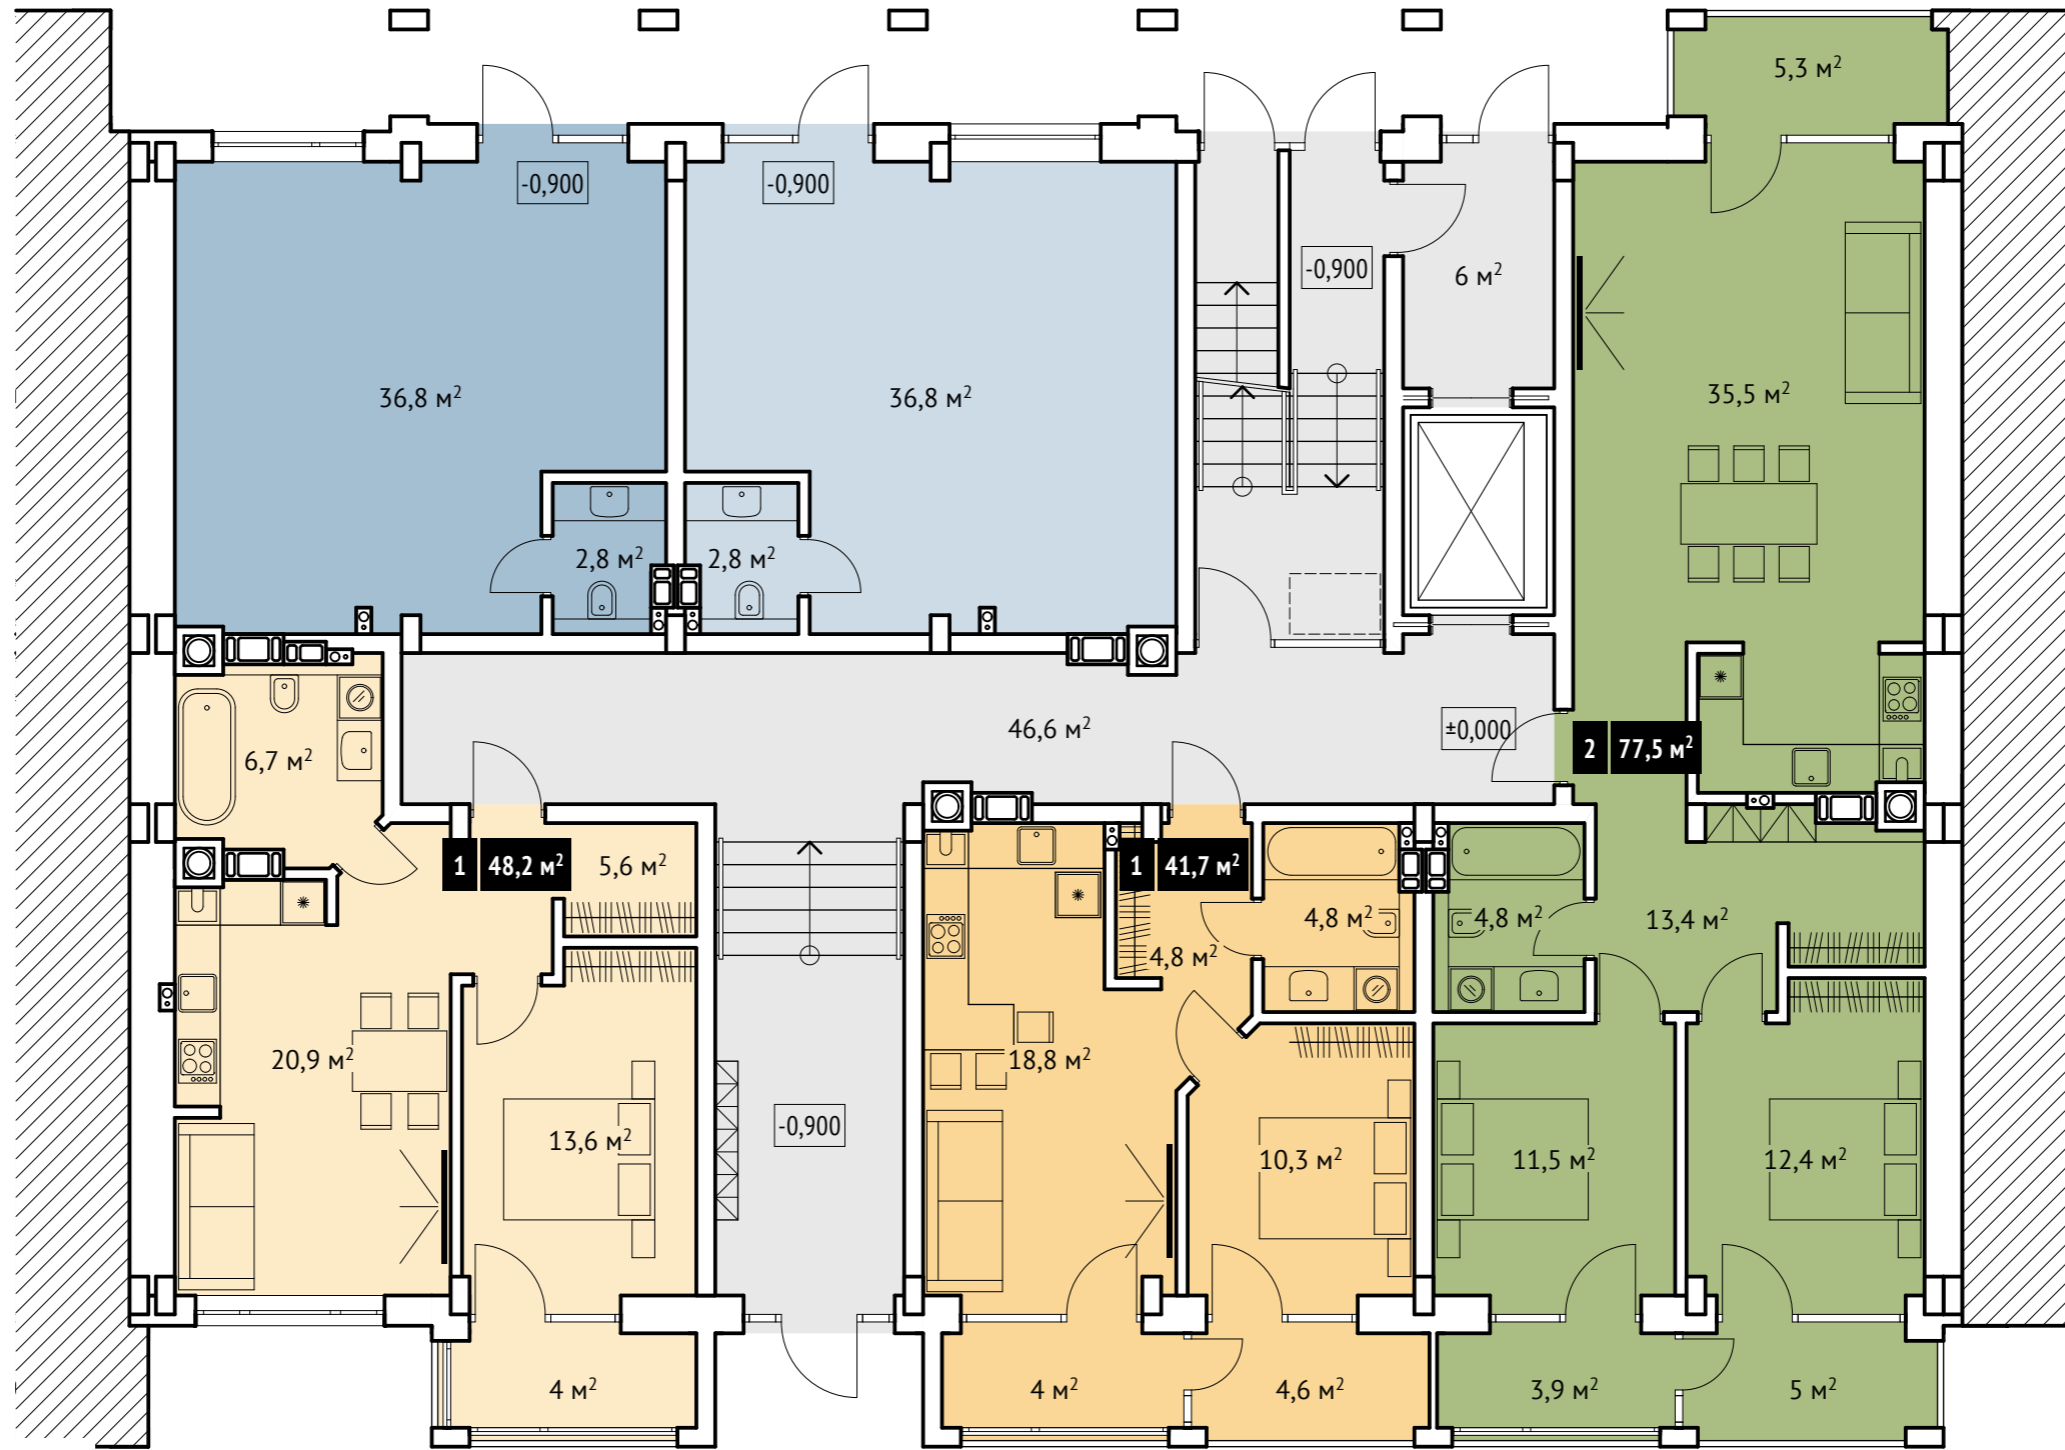 5,3 м²
-0,900
-0,900
-0,900
6 м²
36,8 м²
36,8 м²
35,5 м²
2,8 м²
2,8 м²
46,6 м²
±0,000
2 77,5 м²
6,7 м²
1 48,2 м²
5,6 м²
1 41,7 м²
4,8 м²
4,8 м²
4,8 м²
13,4 м²
20,9 м²
18,8 м²
13,6 м²
-0,900
10,3 м²
11,5 м²
12,4 м²
4 м²
4 м²
4,6 м²
3,9 м²
5 м²